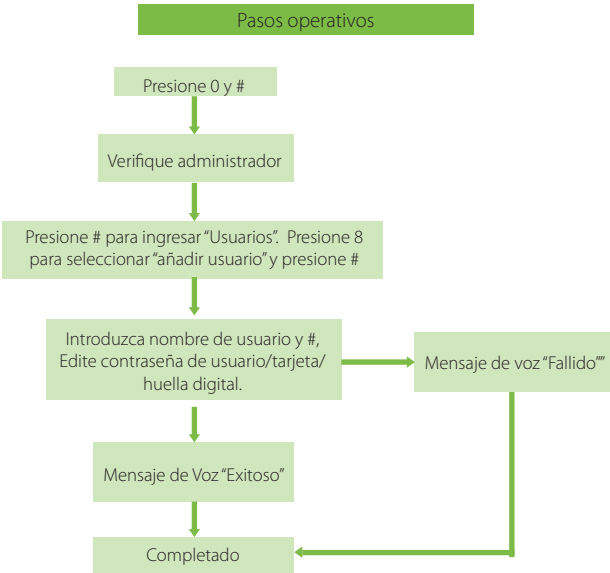 Pasos operativos
Presione 0 y #
Verifique administrador
Presione # para ingresar “Usuarios”. Presione 8
para seleccionar “añadir usuario” y presione #
Introduzca nombre de usuario y #,
Edite contraseña de usuario/tarjeta/
huella digital.
Mensaje de voz “Fallido””
Mensaje de Voz “Exitoso”
Completado